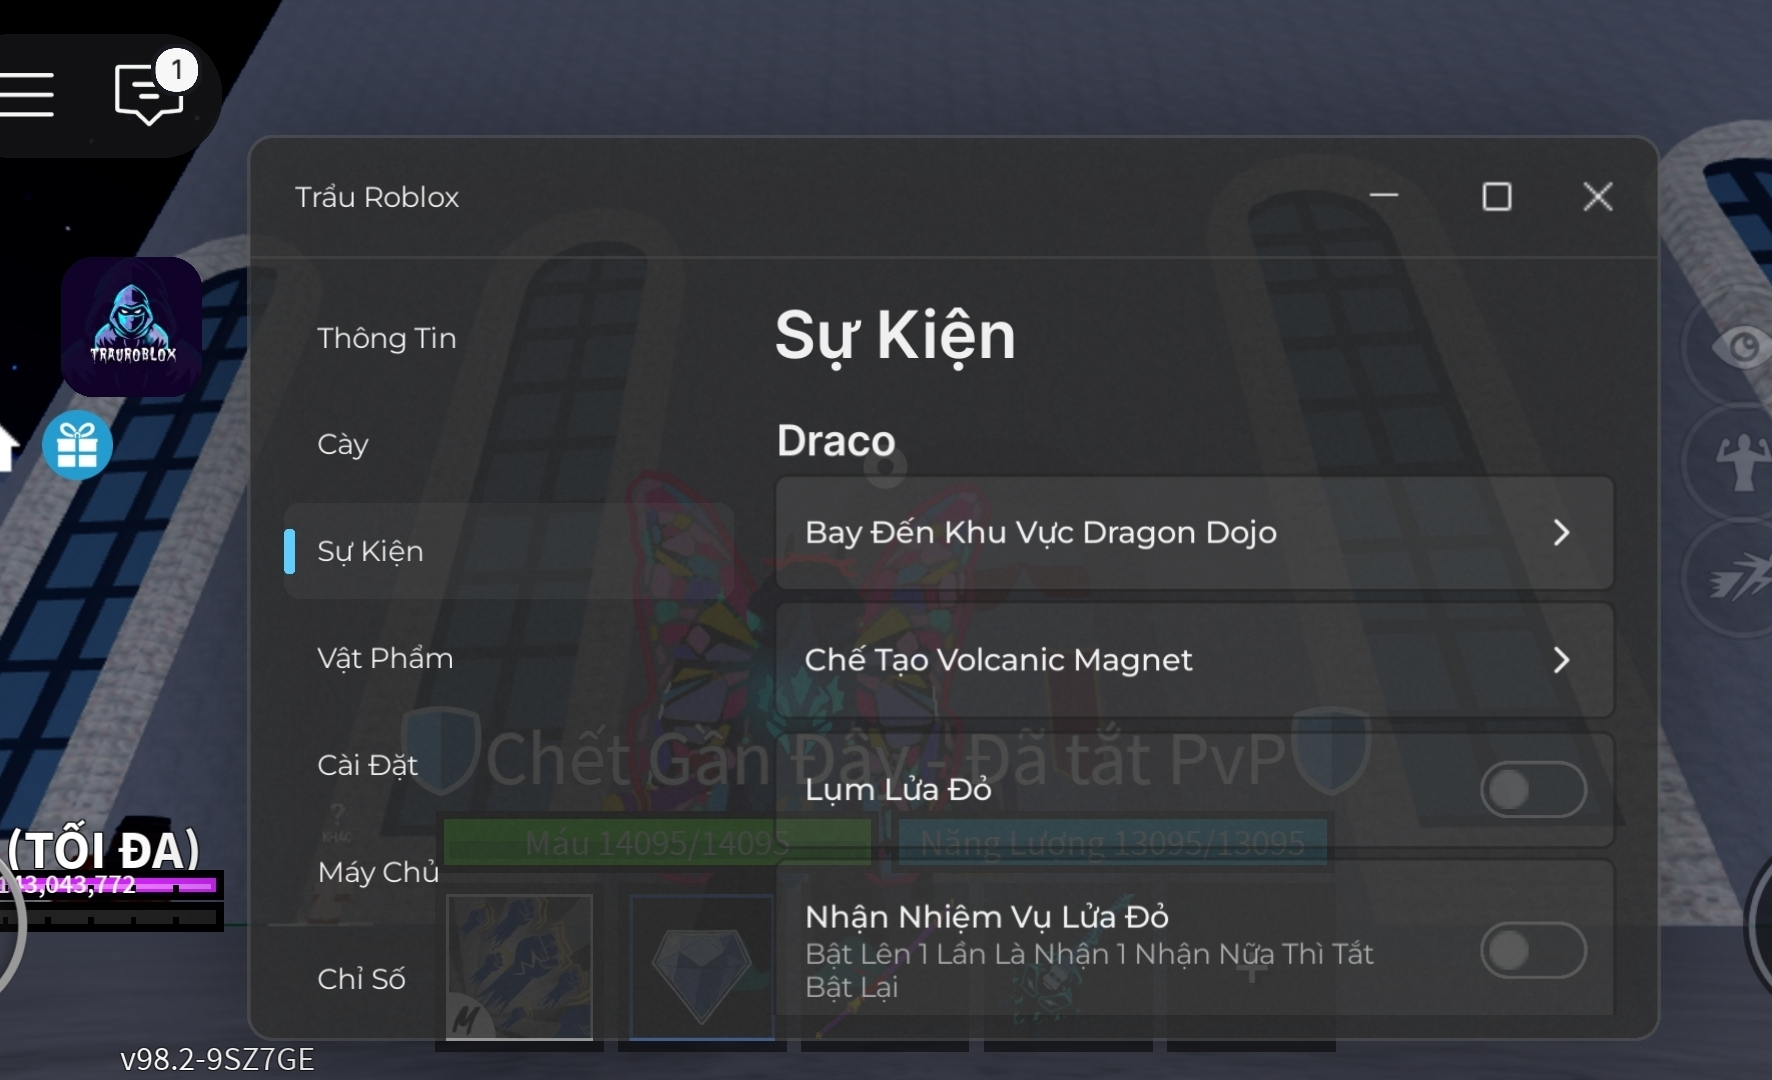 1
Trẩu Roblox
TRAUROBLOX
Thông Tin
Cày
Sự Kiện
Vật Phẩm
Cài Đặt
Máy Chủ
Chỉ Số
Sự Kiện
Draco
Bay Đến Khu Vực Dragon Dojo
Chế Tạo Volcanic Magnet
Chết Gần Đây - Đã tắt PvP
Lụm Lửa Đỏ
Máu 14095/14095
Năng Lượng 13095/13095
Nhận Nhiệm Vụ Lửa Đỏ
Bật Lên 1 Lần Là Nhận 1 Nhận Nữa Thì Tắt
Bật Lại
?
KHÁC
(TỐI ĐA)
143,043,772
M
+
v98.2-9SZ7GE